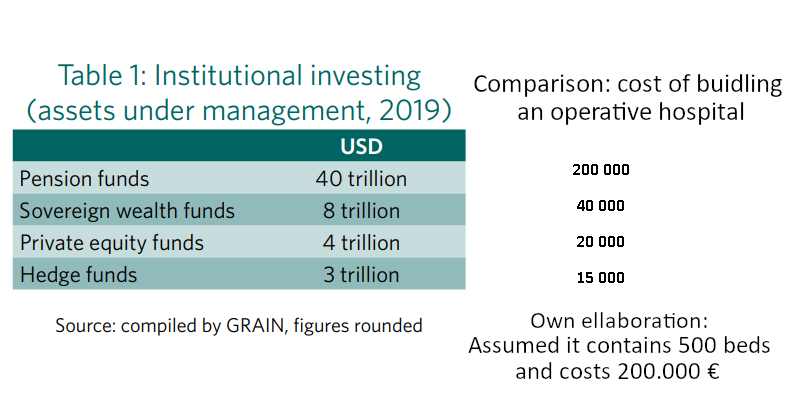 Table 1: Institutional investing
(assets under management, 2019)
USD
Pension funds 40 trillion
Sovereign wealth funds 8 trillion
Private equity funds 4 trillion
Hedge funds 3 trillion
Source: compiled by GRAIN, figures rounded
Comparison: cost of buidling
an operative hospital
200 000
40 000
20 000
15 000
Own ellaboration:
Assumed it contains 500 beds
and costs 200.000 €